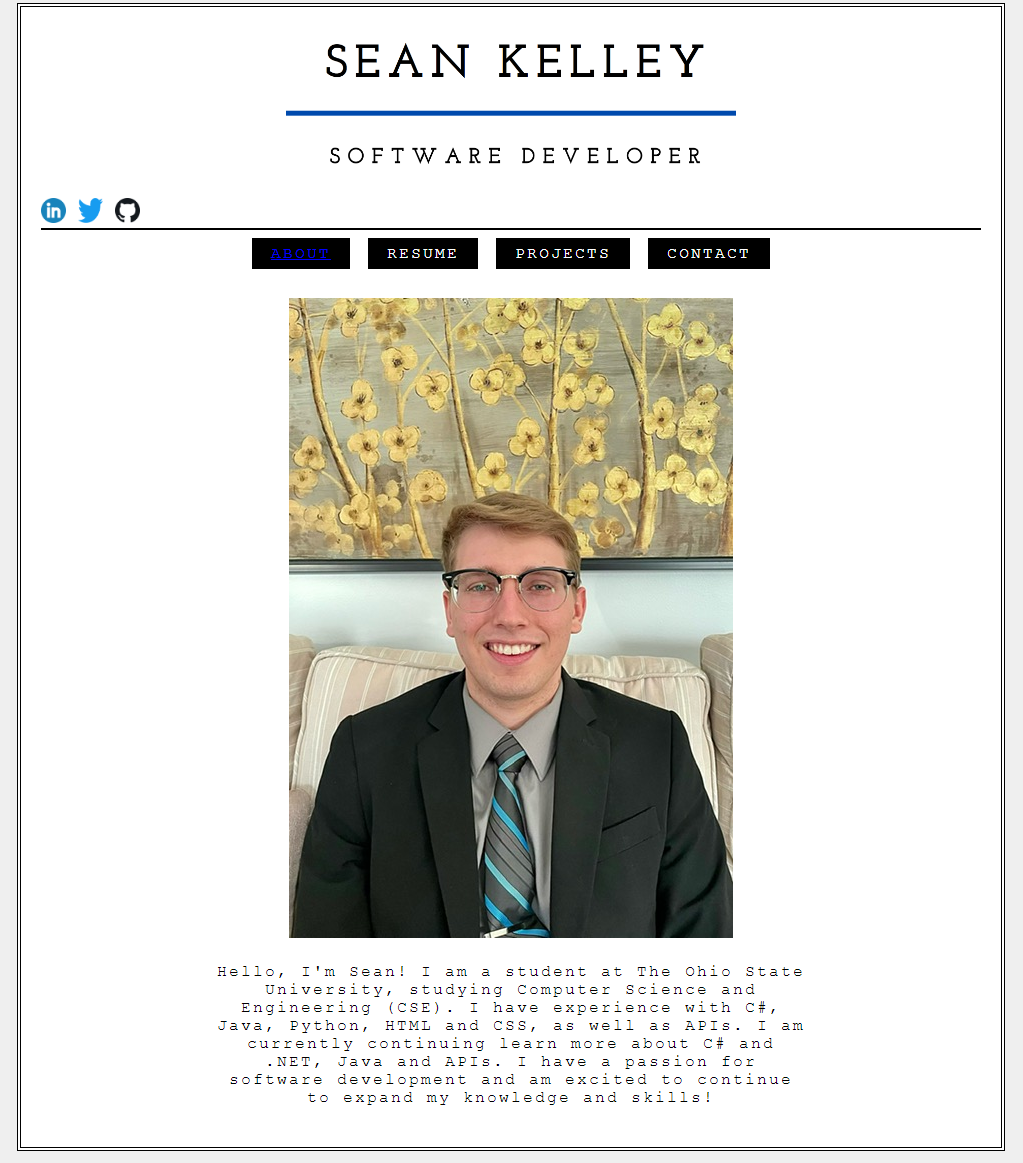 SEAN KELLEY
SOFTWARE DEVELOPER
in
ABOUT RESUME PROJECTS CONTACT
Hello, I'm Sean! I am a student at The Ohio State
University, studying Computer Science and
Engineering (CSE). I have experience with C#,
Java, Python, HTML and CSS, as well as APIs. I am
currently continuing learn more about C# and
.NET, Java and APIs. I have a passion for
software development and am excited to continue
to expand my knowledge and skills!